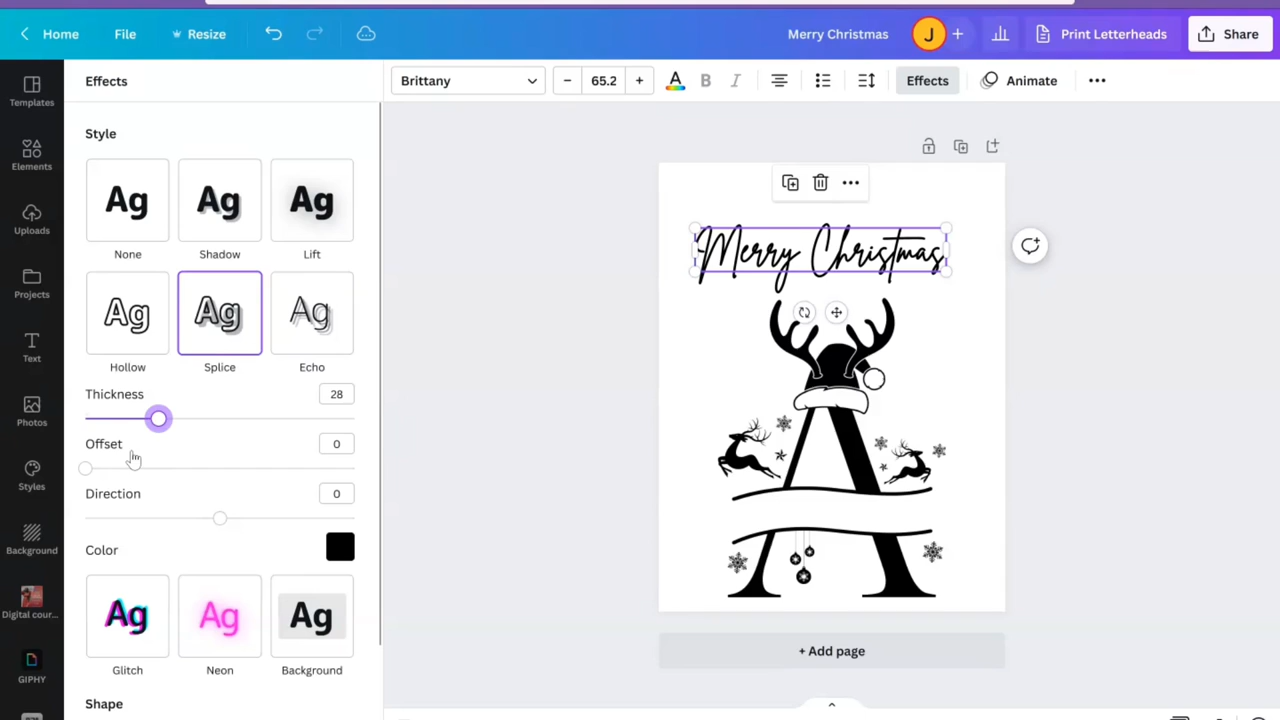 Home File Resize Merry Christmas J Print Letterheads Share
Templates
Elements
Uploads
Projects
Text
Photos
Styles
Background
Digital cour...
GIPHY
Effects
Style
Ag Ag Ag
None Shadow Lift
Ag Ag Ag
Hollow Splice Echo
Thickness 28
Offset 0
Direction 0
Color
Ag Ag Ag
Glitch Neon Background
Shape
Brittany 65.2 A B I Effects Animate
Merry Christmas
A
+ Add page